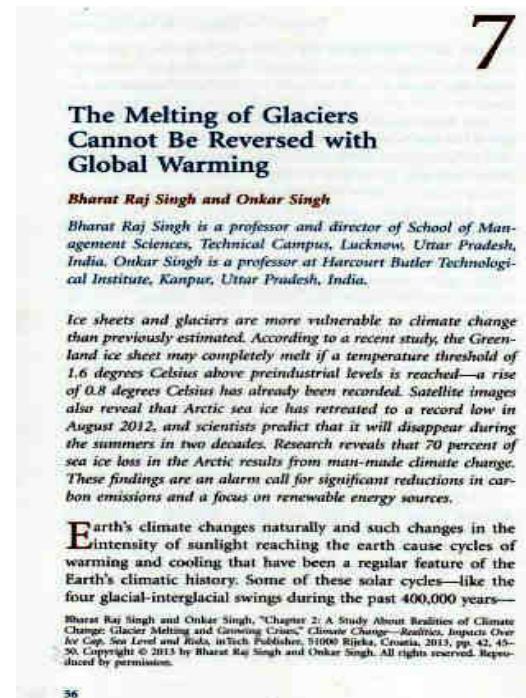 7
The Melting of Glaciers
Cannot Be Reversed with
Global Warming
Bharat Raj Singh and Onkar Singh
Bharat Raj Singh is a professor and director of School of Man-
agement Sciences, Technical Campus, Lucknow, Uttar Pradesh,
India. Onkar Singh is a professor at Harcourt Butler Technologi-
cal Institute, Kanpur, Uttar Pradesh, India.
Ice sheets and glaciers are more vulnerable to climate change
than previously estimated. According to a recent study, the Green-
land ice sheet may completely melt if a temperature threshold of
1.6 degrees Celsius above preindustrial levels is reached—a rise
of 0.8 degrees Celsius has already been recorded. Satellite images
also reveal that Arctic sea ice has retreated to a record low in
August 2012, and scientists predict that it will disappear during
the summers in two decades. Research reveals that 70 percent of
sea ice loss in the Arctic results from man-made climate change.
These findings are an alarm call for significant reductions in car-
bon emissions and a focus on renewable energy sources.
Earth's climate changes naturally and such changes in the
intensity of sunlight reaching the earth cause cycles of
warming and cooling that have been a regular feature of the
Earth's climatic history. Some of these solar cycles—like the
four glacial-interglacial swings during the past 400,000 years—
Bharat Raj Singh and Onkar Singh, "Chapter 2: A Study About Realities of Climate
Change: Glacier Melting and Growing Crises," Climate Change—Realities, Impacts Over
Ice Cap, Sea Level and Risks, inTech Publisher, 51000 Rijeka, Croatia, 2013, pp. 42, 45–
50. Copyright © 2013 by Bharat Raj Singh and Onkar Singh. All rights reserved. Repro-
duced by permission.
56